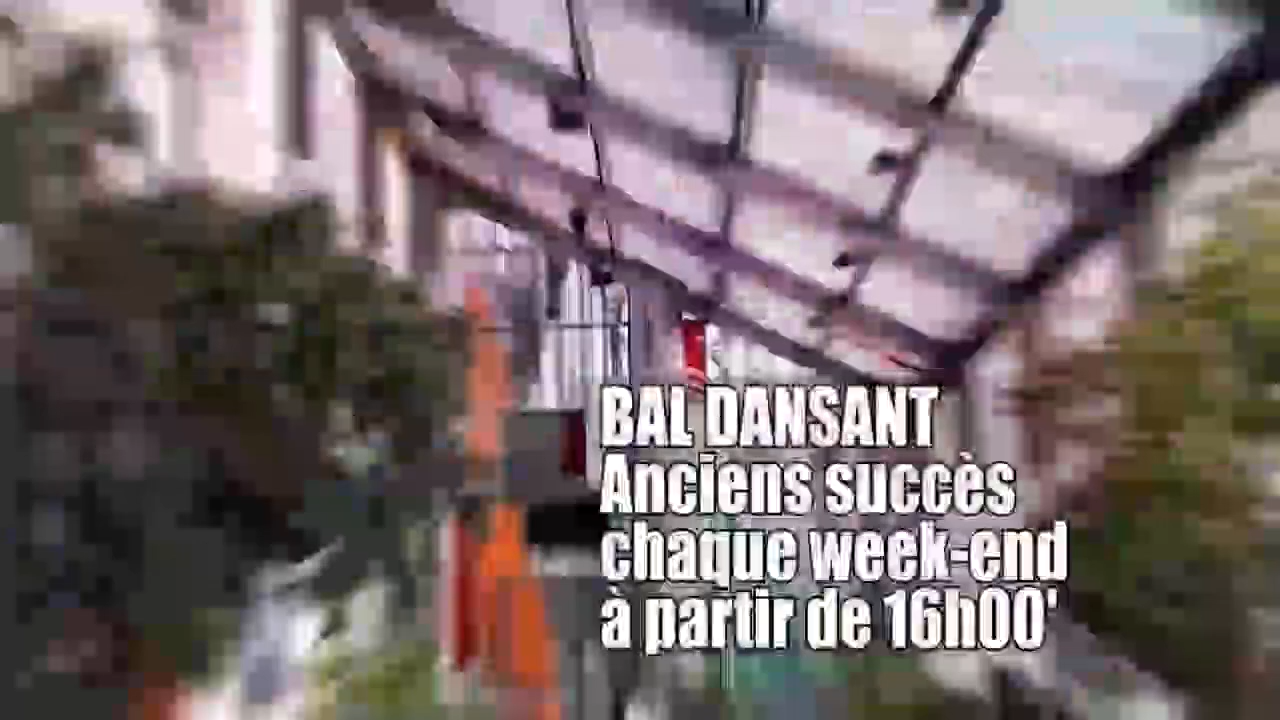 BAL DANSANT
Anciens succès
chaque week-end
à partir de 16h00'